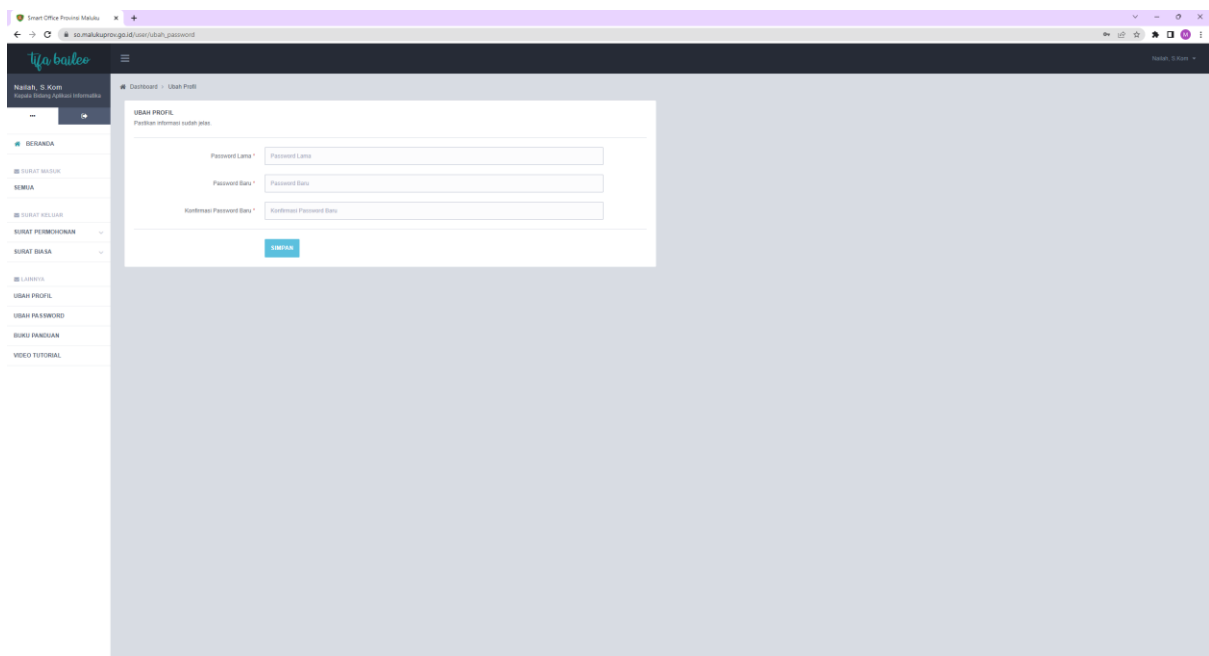 Smart Office Provinsi Maluku
so.malukuprov.go.id/user/ubah_password
M
tifa baileo
Nailah, S.Kom
Nailah, S.Kom
Kepala Bidang Aplikasi Informatika
BERANDA
SURAT MASUK
SEMUA
SURAT KELUAR
SURAT PERMOHONAN
SURAT BIASA
LAINNYA
UBAH PROFIL
UBAH PASSWORD
BUKU PANDUAN
VIDEO TUTORIAL
Dashboard > Ubah Profil
UBAH PROFIL
Pastikan informasi sudah jelas.
Password Lama * Password Lama
Password Baru * Password Baru
Konfirmasi Password Baru * Konfirmasi Password Baru
SIMPAN